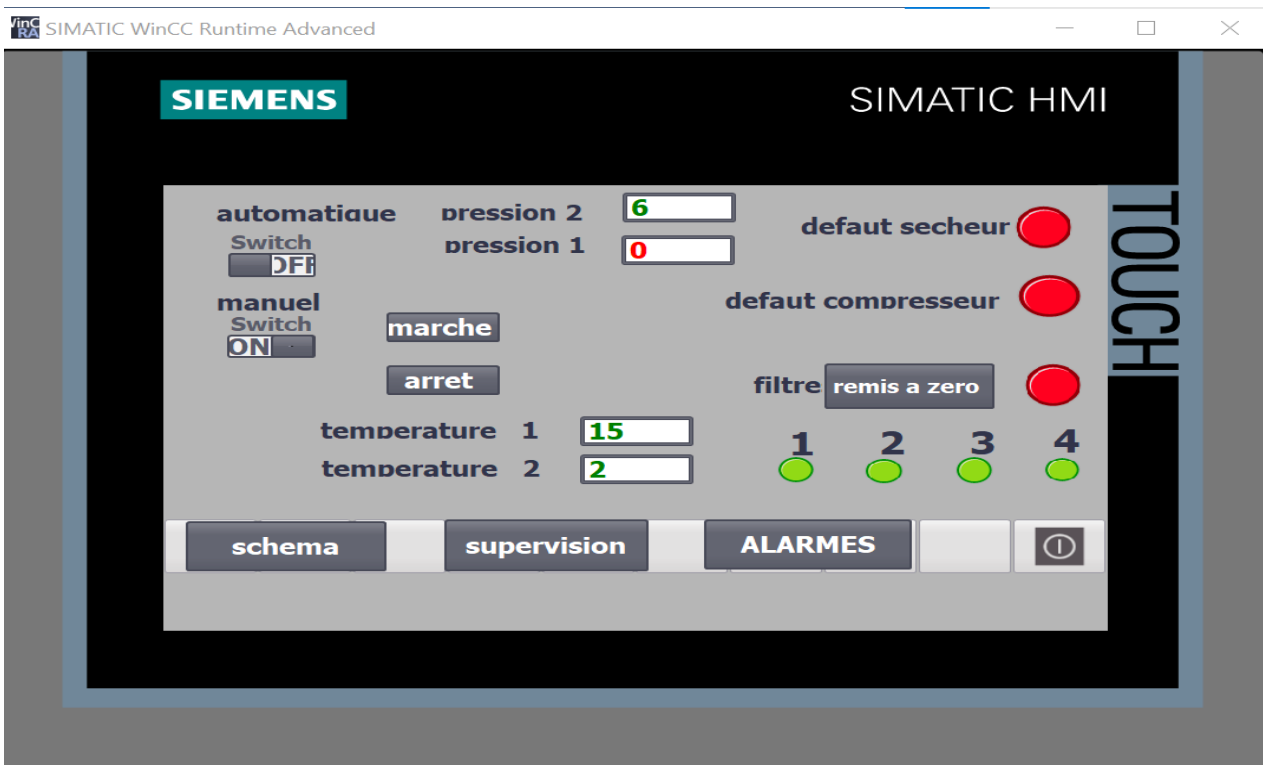 WinC RA SIMATIC WinCC Runtime Advanced
SIEMENS
SIMATIC HMI
TOUCH
automatique
Switch
OFF
pression 2
6
pression 1
0
defaut secheur
manuel
Switch
ON
marche
arret
defaut compresseur
filtre
remis a zero
temperature 1
15
temperature 2
2
1 2 3 4
schema
supervision
ALARMES